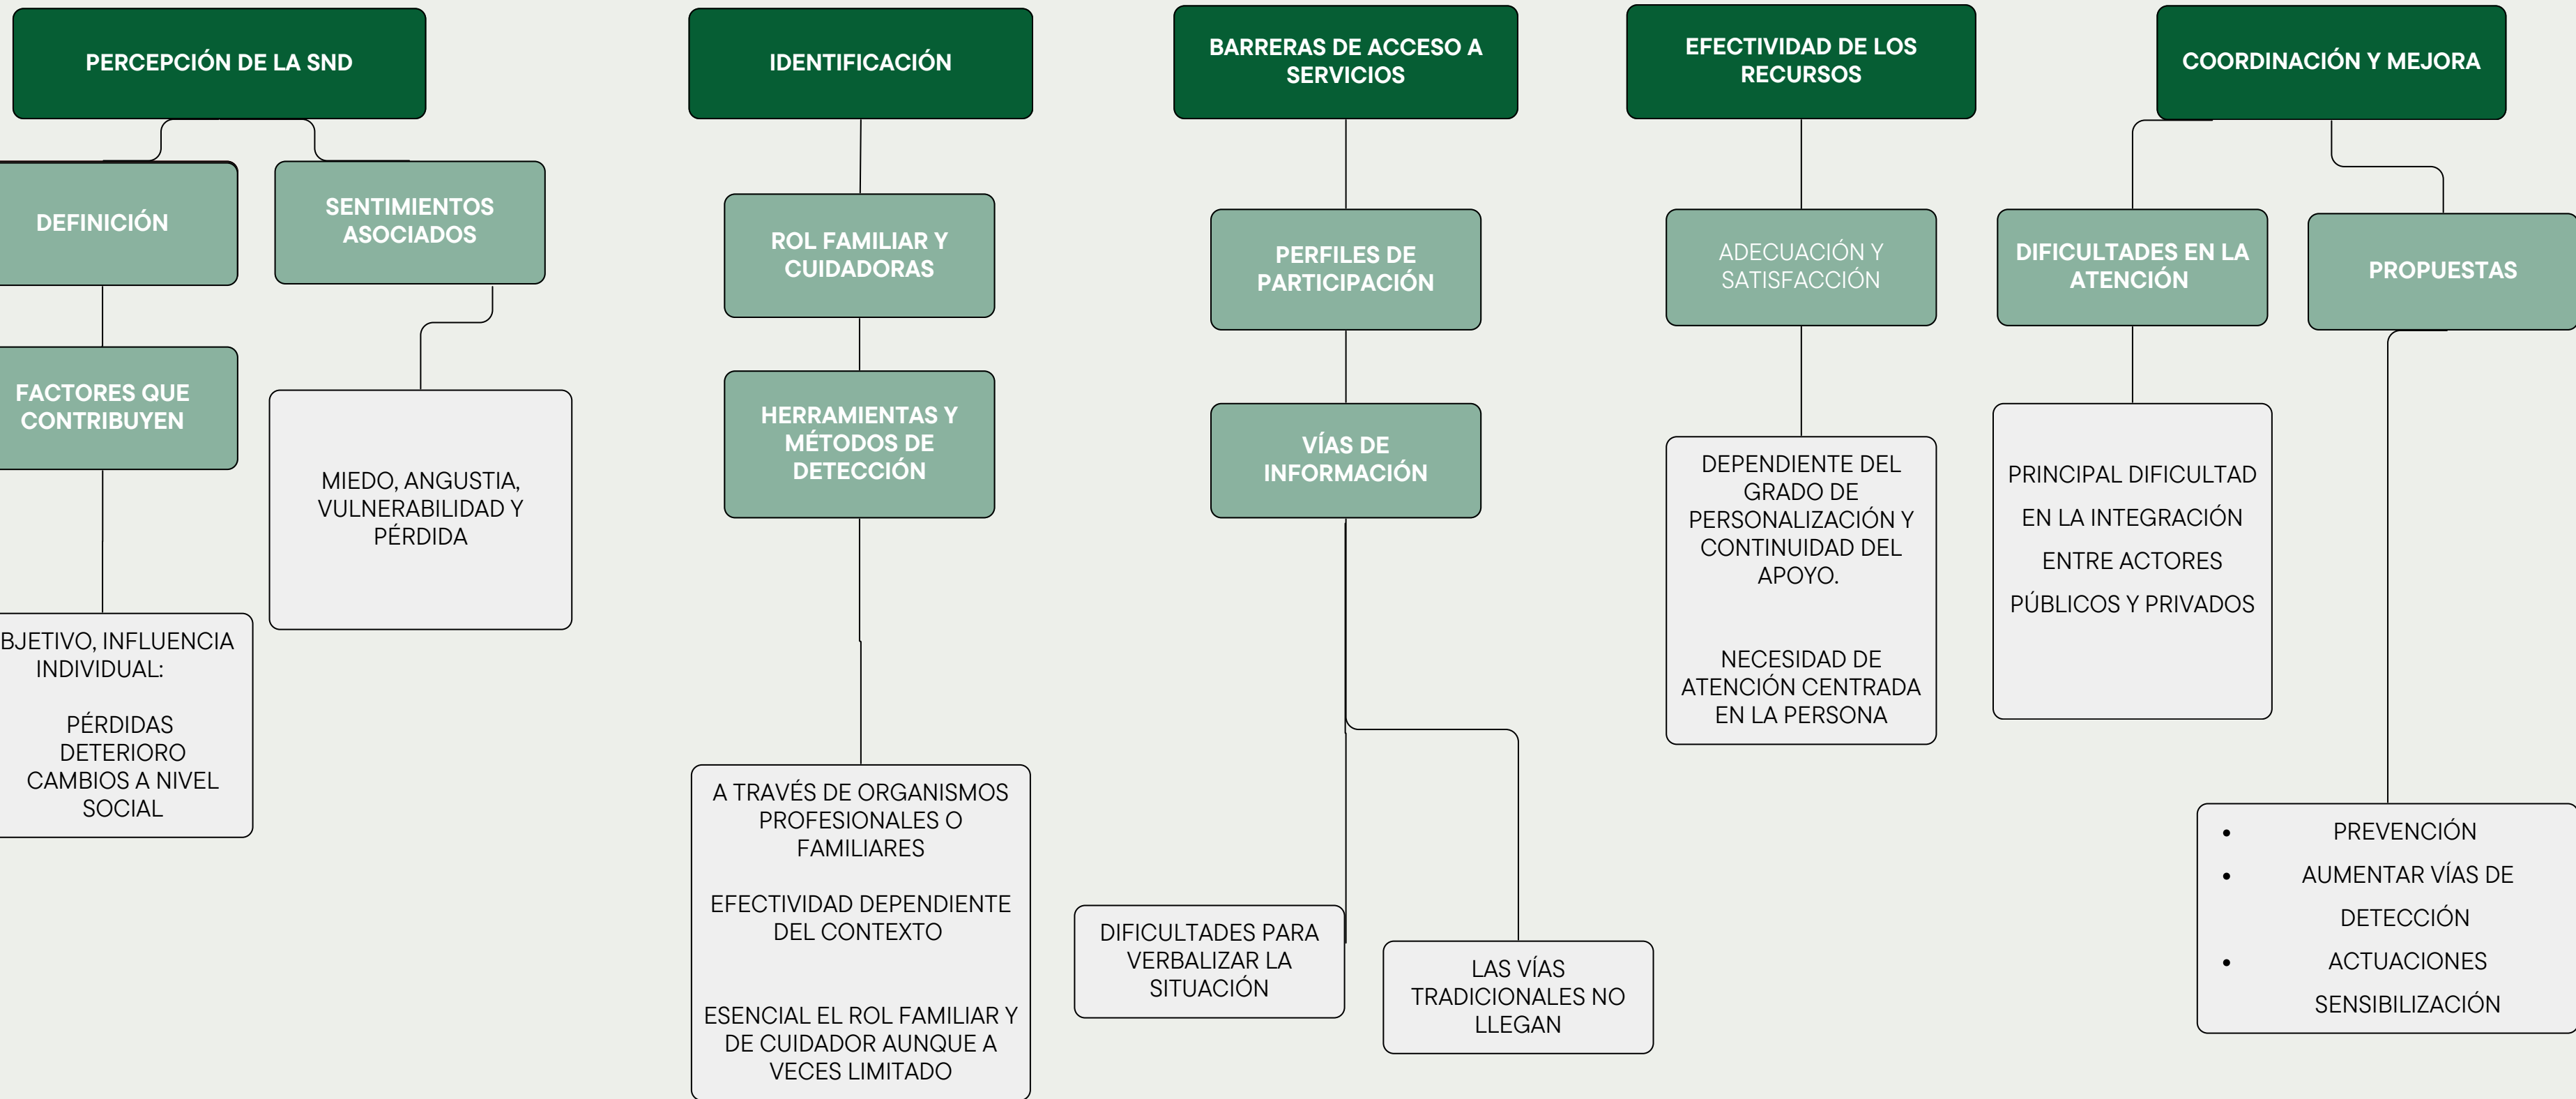 PERCEPCIÓN DE LA SND
DEFINICIÓN
SENTIMIENTOS
ASOCIADOS
FACTORES QUE
CONTRIBUYEN
MIEDO, ANGUSTIA,
VULNERABILIDAD Y
PÉRDIDA
BJETIVO, INFLUENCIA
INDIVIDUAL:
PÉRDIDAS
DETERIORO
CAMBIOS A NIVEL
SOCIAL
IDENTIFICACIÓN
ROL FAMILIAR Y
CUIDADORAS
HERRAMIENTAS Y
MÉTODOS DE
DETECCIÓN
A TRAVÉS DE ORGANISMOS
PROFESIONALES O
FAMILIARES
EFECTIVIDAD DEPENDIENTE
DEL CONTEXTO
ESENCIAL EL ROL FAMILIAR Y
DE CUIDADOR AUNQUE A
VECES LIMITADO
BARRERAS DE ACCESO A
SERVICIOS
PERFILES DE
PARTICIPACIÓN
VÍAS DE
INFORMACIÓN
DIFICULTADES PARA
VERBALIZAR LA
SITUACIÓN
LAS VÍAS
TRADICIONALES NO
LLEGAN
EFECTIVIDAD DE LOS
RECURSOS
ADECUACIÓN Y
SATISFACCIÓN
DEPENDIENTE DEL
GRADO DE
PERSONALIZACIÓN Y
CONTINUIDAD DEL
APOYO.
NECESIDAD DE
ATENCIÓN CENTRADA
EN LA PERSONA
COORDINACIÓN Y MEJORA
DIFICULTADES EN LA
ATENCIÓN
PRINCIPAL DIFICULTAD
EN LA INTEGRACIÓN
ENTRE ACTORES
PÚBLICOS Y PRIVADOS
PROPUESTAS
• PREVENCIÓN
• AUMENTAR VÍAS DE
DETECCIÓN
• ACTUACIONES
SENSIBILIZACIÓN